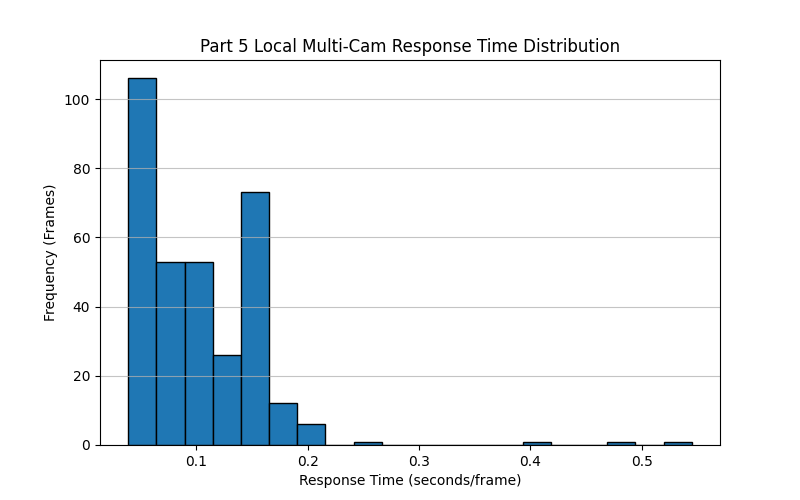 Part 5 Local Multi-Cam Response Time Distribution
Frequency (Frames)
100
80
60
40
20
0
0.1 0.2 0.3 0.4 0.5
Response Time (seconds/frame)